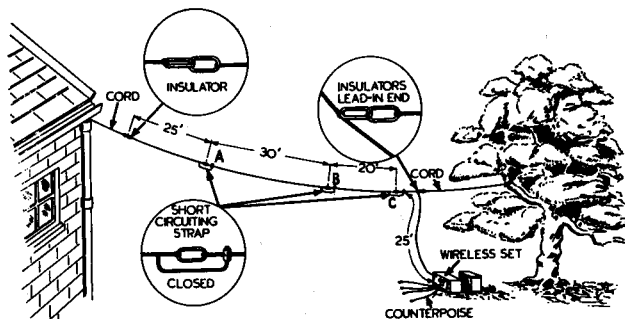 CORD
INSULATOR
25'
A
30'
B
20'
C
INSULATORS
LEAD-IN END
CORD
SHORT
CIRCUITING
STRAP
CLOSED
25'
WIRELESS SET
COUNTERPOISE